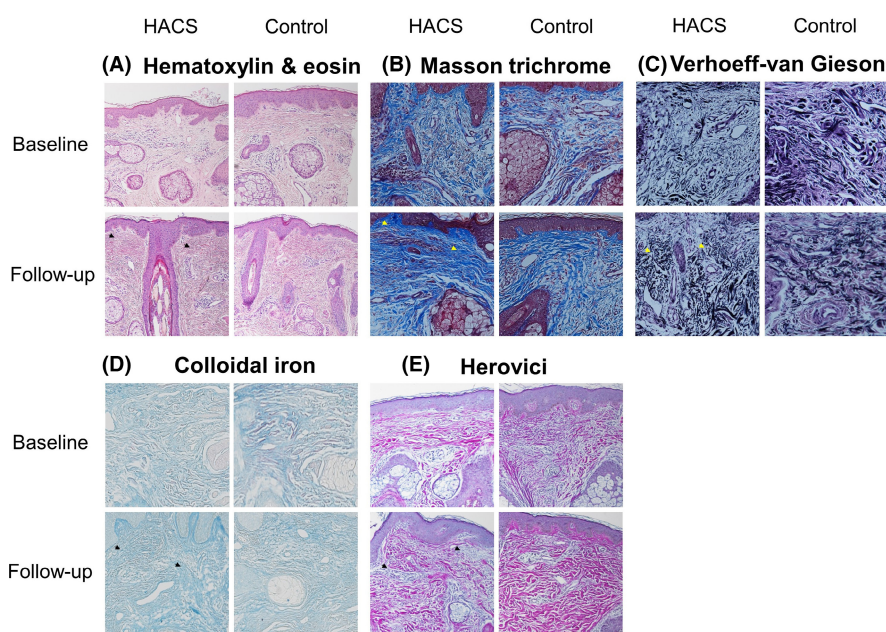 HACS Control HACS Control HACS Control
(A) Hematoxylin & eosin (B) Masson trichrome (C) Verhoeff-van Gieson
Baseline
Follow-up
(D) Colloidal iron (E) Herovici
Baseline
Follow-up